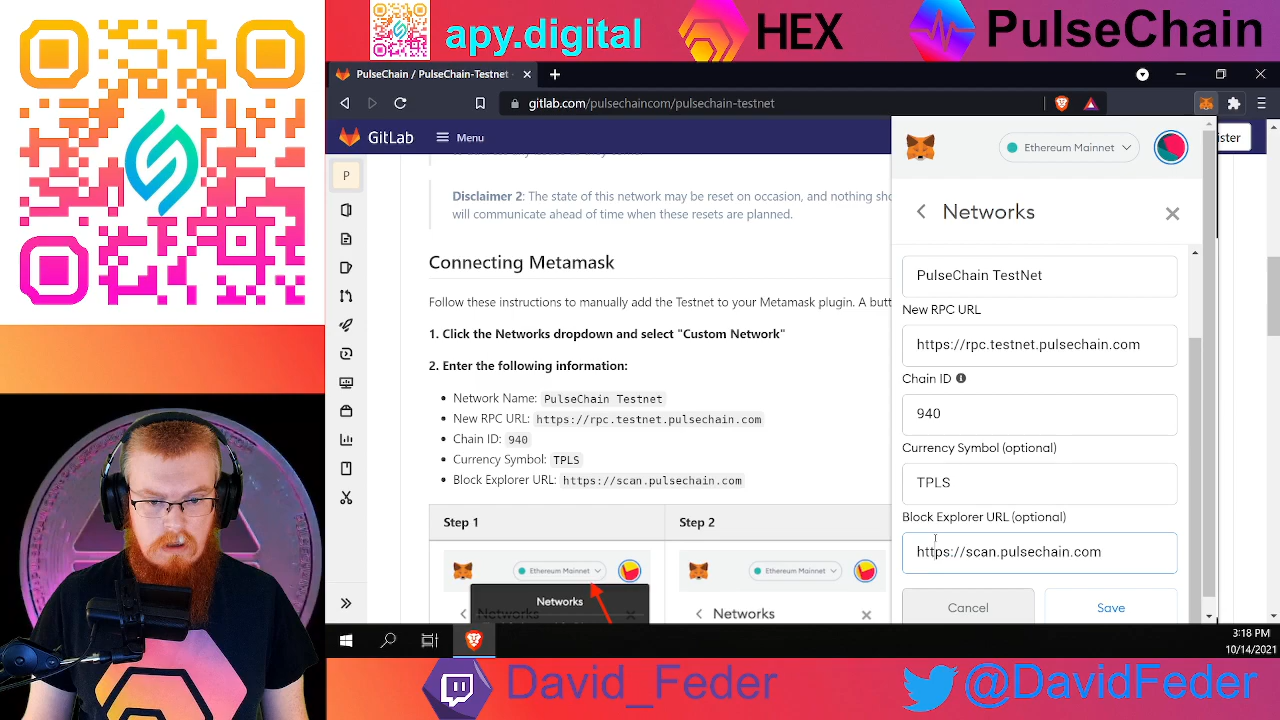 apy.digital
HEX
PulseChain
PulseChain / PulseChain-Testnet
gitlab.com/pulsechaincom/pulsechain-testnet
GitLab
Menu
ister
P
Disclaimer 2: The state of this network may be reset on occasion, and nothing sho
will communicate ahead of time when these resets are planned.
Connecting Metamask
Follow these instructions to manually add the Testnet to your Metamask plugin. A butt
1. Click the Networks dropdown and select "Custom Network"
2. Enter the following information:
Network Name: PulseChain Testnet
New RPC URL: https://rpc.testnet.pulsechain.com
Chain ID: 940
Currency Symbol: TPLS
Block Explorer URL: https://scan.pulsechain.com
Step 1
Step 2
Ethereum Mainnet
Ethereum Mainnet
Networks
Networks
Networks
Ethereum Mainnet
Networks
PulseChain TestNet
New RPC URL
https://rpc.testnet.pulsechain.com
Chain ID
940
Currency Symbol (optional)
TPLS
Block Explorer URL (optional)
https://scan.pulsechain.com
Cancel
Save
3:18 PM
10/14/2021
David_Feder
@DavidFeder